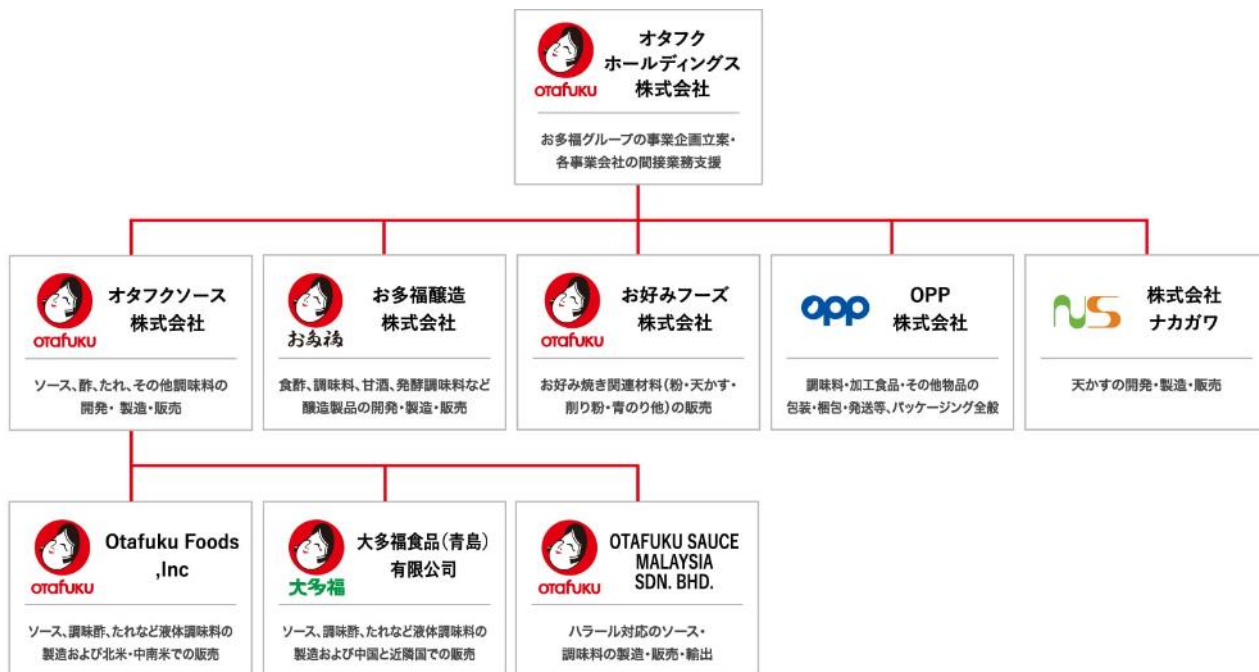 OTAFUKU
オタフク
ホールディングス
株式会社
お多福グループの事業企画立案・
各事業会社の間接業務支援
OTAFUKU
オタフクソース
株式会社
ソース、酢、たれ、その他調味料の
開発・ 製造・販売
お多福
お多福醸造
株式会社
食酢、調味料、甘酒、発酵調味料など
醸造製品の開発・製造・販売
OTAFUKU
お好みフーズ
株式会社
お好み焼き関連材料(粉・天かす・
削り粉・青のり他)の販売
opp
OPP
株式会社
調味料・加工食品・その他物品の
包装・梱包・発送等、パッケージング全般
NS
株式会社
ナカガワ
天かすの開発・製造・販売
OTAFUKU
Otafuku Foods
,Inc
ソース、調味酢、たれなど液体調味料の
製造および北米・中南米での販売
大多福
大多福食品(青島)
有限公司
ソース、調味酢、たれなど液体調味料の
製造および中国と近隣国での販売
OTAFUKU
OTAFUKU SAUCE
MALAYSIA
SDN. BHD.
ハラール対応のソース・
調味料の製造・販売・輸出